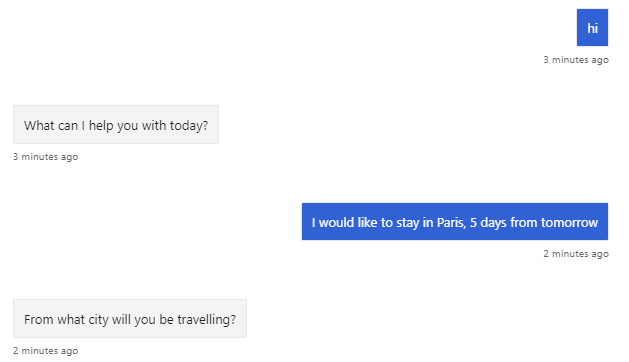 hi
3 minutes ago
What can I help you with today?
3 minutes ago
I would like to stay in Paris, 5 days from tomorrow
2 minutes ago
From what city will you be travelling?
2 minutes ago